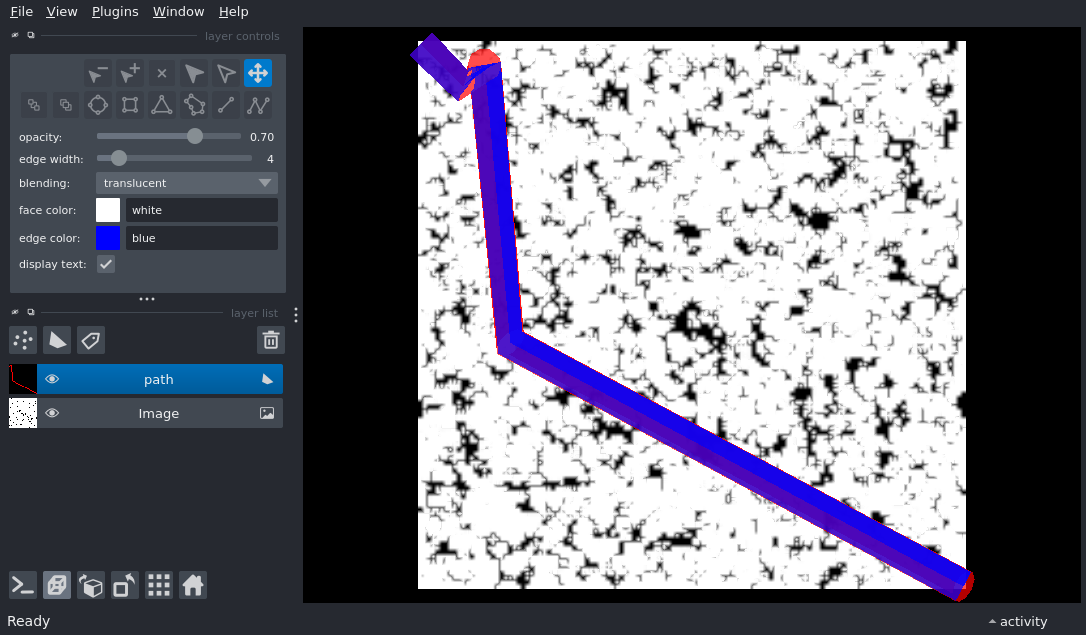 File View Plugins Window Help
layer controls
opacity: 0.70
edge width: 4
blending: translucent
face color: white
edge color: blue
display text:
layer list
path
Image
Ready
activity